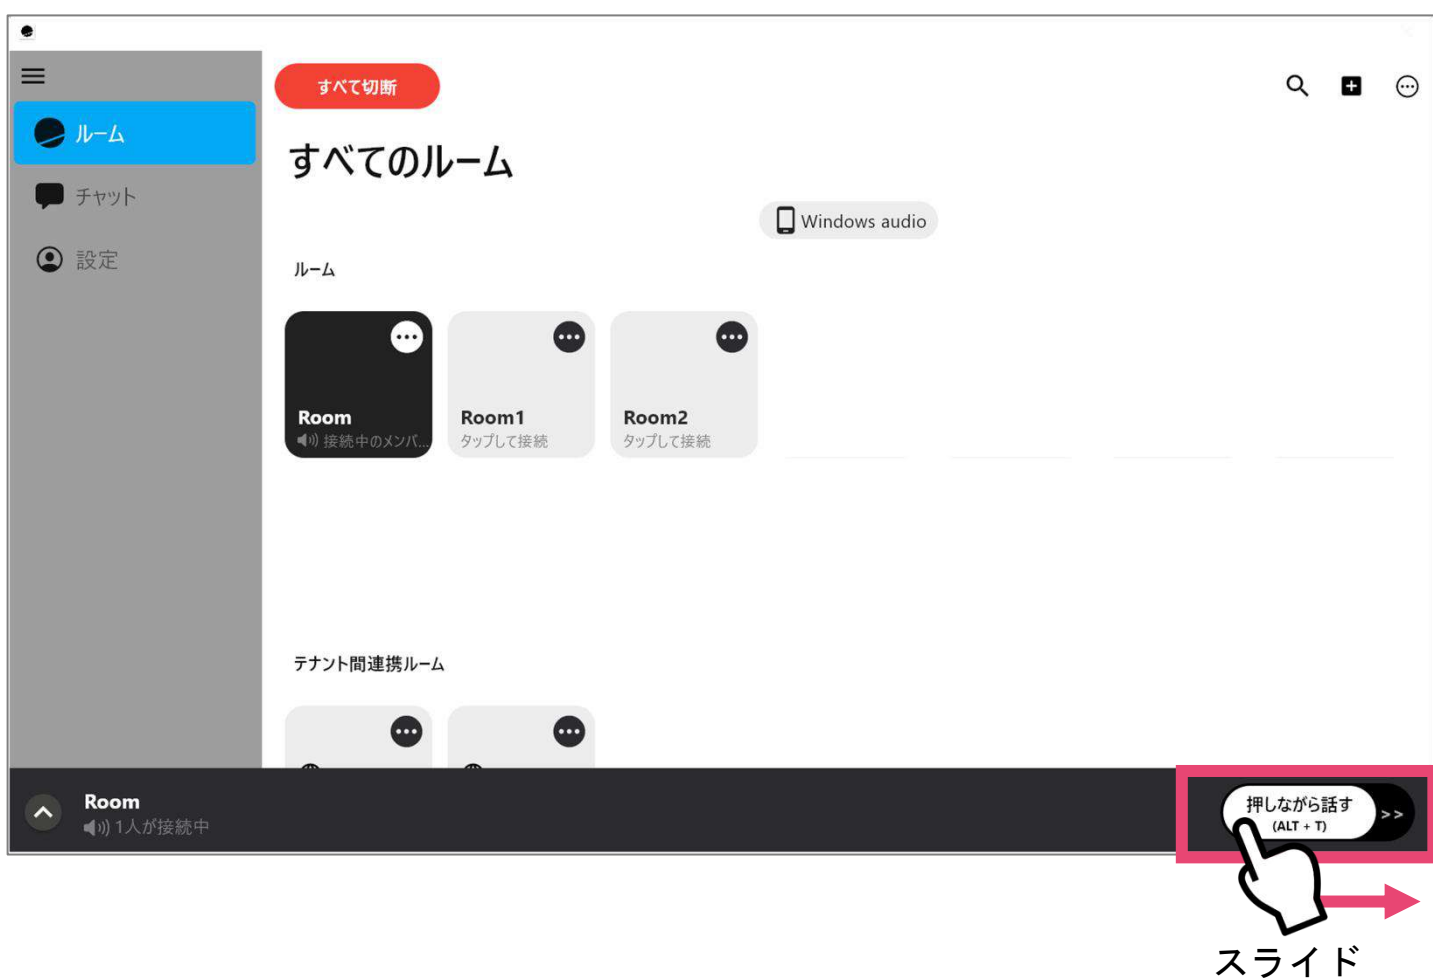 すべて切断
ルーム
チャット
設定
すべてのルーム
Windows audio
ルーム
Room
接続中のメンバ...
Room1
タップして接続
Room2
タップして接続
テナント間連携ルーム
Room
1人が接続中
押しながら話す
(ALT + T)
>>
スライド